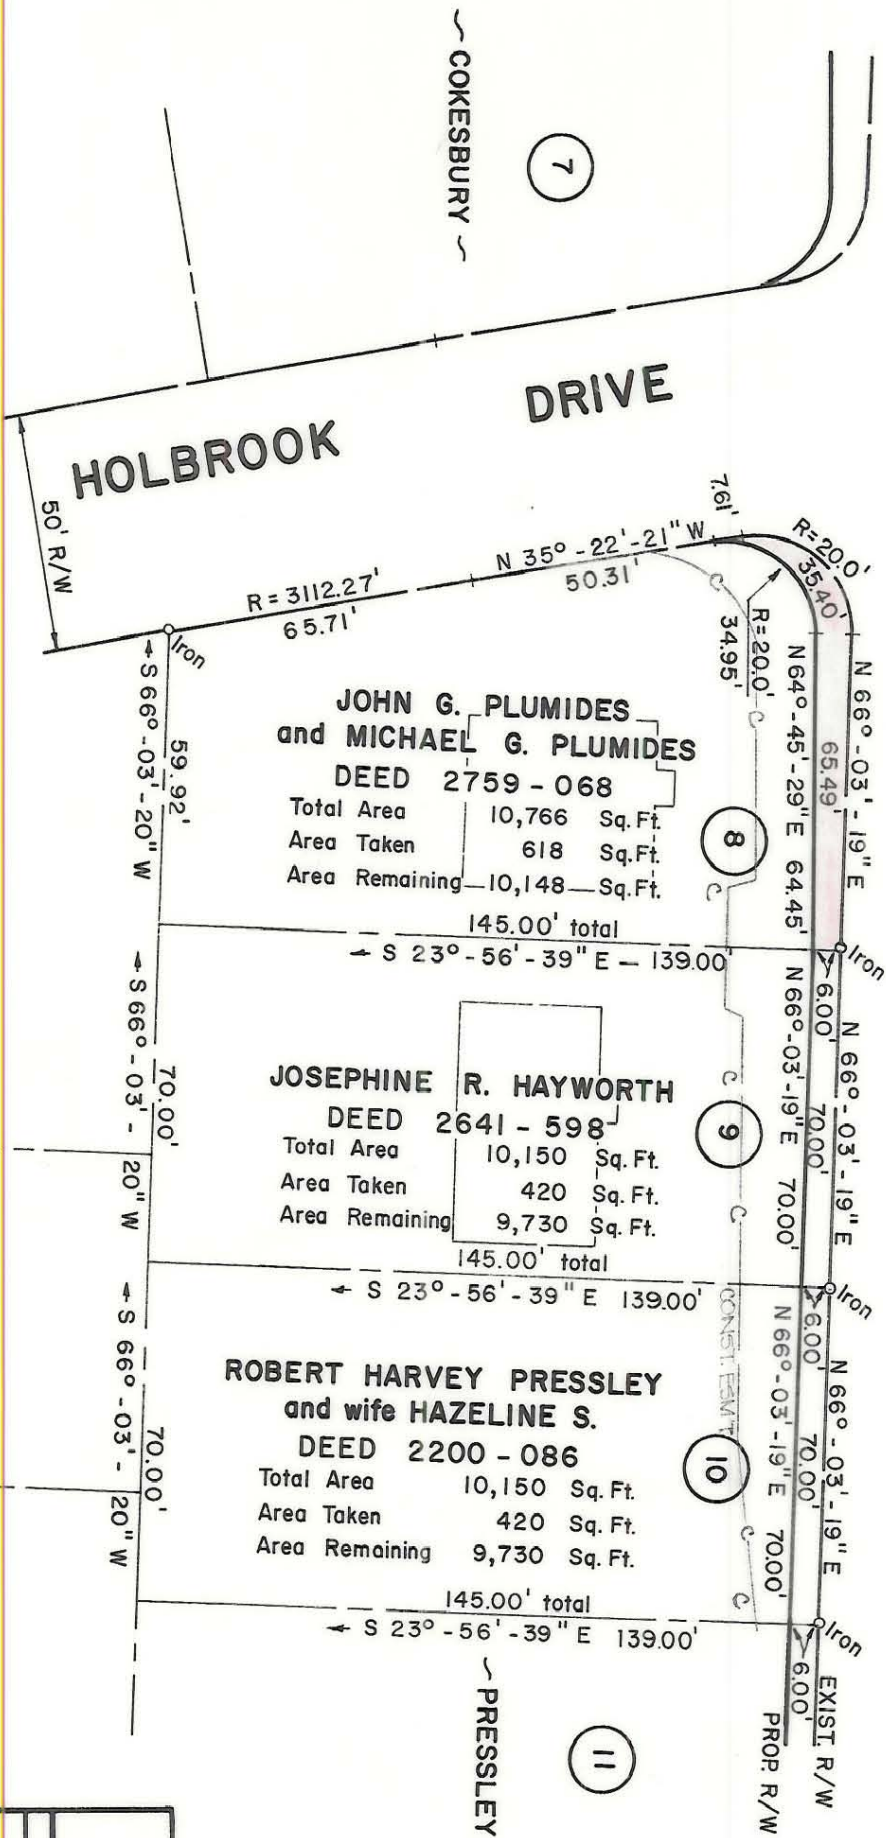 ~COKESBURY ~
7
HOLBROOK DRIVE
50' R/W
R=3112.27'
65.71'
N 35°-22'-21" W
50.31'
7.61'
R=20.0'
35.40'
R=20.0'
34.95'
N 66°-03'-19" E
65.49'
N 64°-45'-29" E 64.45'
Iron
Iron
59.92'
S 66°-03'-20" W
JOHN G. PLUMIDES
and MICHAEL G. PLUMIDES
DEED 2759-068
Total Area 10,766 Sq. Ft.
Area Taken 618 Sq. Ft.
Area Remaining 10,148 Sq. Ft.
8
C
C
C
145.00' total
S 23°-56'-39" E - 139.00'
6.00'
N 66°-03'-19" E
70.00'
N 66°-03'-19" E 70.00'
JOSEPHINE R. HAYWORTH
DEED 2641-598
Total Area 10,150 Sq. Ft.
Area Taken 420 Sq. Ft.
Area Remaining 9,730 Sq. Ft.
9
C
C
70.00'
S 66°-03'-20" W
145.00' total
S 23°-56'-39" E 139.00'
Iron
6.00'
N 66°-03'-19" E
70.00'
N 66°-03'-19" E 70.00'
CONST. ESMT
ROBERT HARVEY PRESSLEY
and wife HAZELINE S.
DEED 2200-086
Total Area 10,150 Sq. Ft.
Area Taken 420 Sq. Ft.
Area Remaining 9,730 Sq. Ft.
10
C
C
70.00'
S 66°-03'-20" W
145.00' total
S 23°-56'-39" E 139.00'
Iron
6.00'
EXIST. R/W
PROP. R/W
~PRESSLEY
11